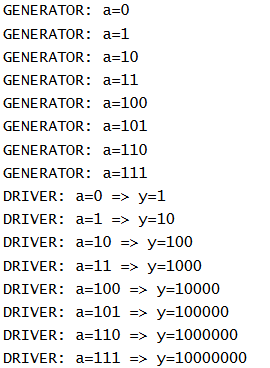 GENERATOR: a=0
GENERATOR: a=1
GENERATOR: a=10
GENERATOR: a=11
GENERATOR: a=100
GENERATOR: a=101
GENERATOR: a=110
GENERATOR: a=111
DRIVER: a=0 => y=1
DRIVER: a=1 => y=10
DRIVER: a=10 => y=100
DRIVER: a=11 => y=1000
DRIVER: a=100 => y=10000
DRIVER: a=101 => y=100000
DRIVER: a=110 => y=1000000
DRIVER: a=111 => y=10000000